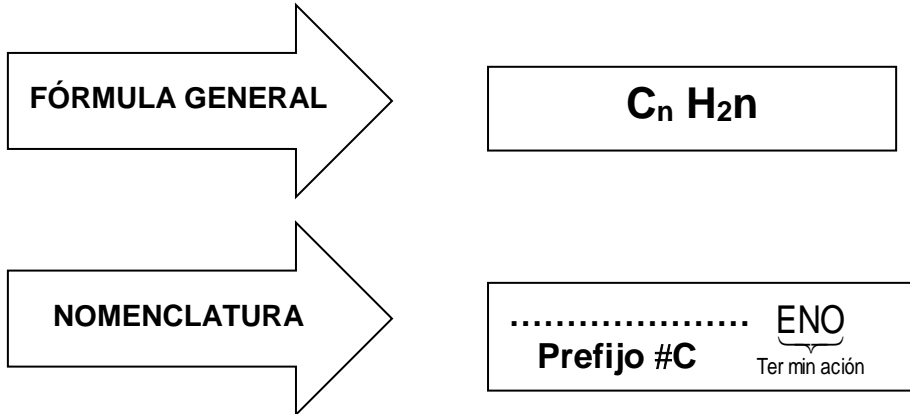 FÓRMULA GENERAL
Cn H2n
NOMENCLATURA
..................... ENO
Prefijo #C
Ter min ación